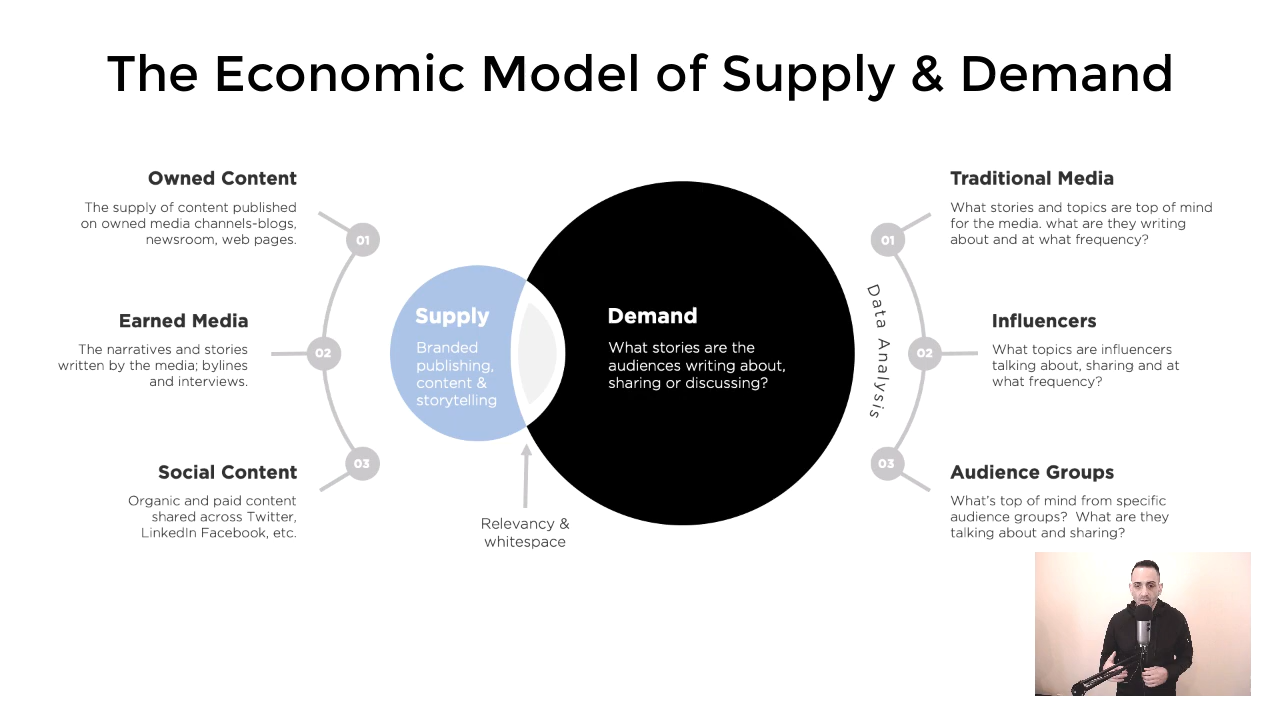 The Economic Model of Supply & Demand
Owned Content
The supply of content published
on owned media channels-blogs,
newsroom, web pages.
01
Earned Media
The narratives and stories
written by the media; bylines
and interviews.
02
Social Content
Organic and paid content
shared across Twitter,
LinkedIn Facebook, etc.
03
Supply
Branded
publishing,
content &
storytelling
Relevancy &
whitespace
Demand
What stories are the
audiences writing about,
sharing or discussing?
Data Analysis
01
Traditional Media
What stories and topics are top of mind
for the media. what are they writing
about and at what frequency?
02
Influencers
What topics are influencers
talking about, sharing and at
what frequency?
03
Audience Groups
What's top of mind from specific
audience groups?  What are they
talking about and sharing?